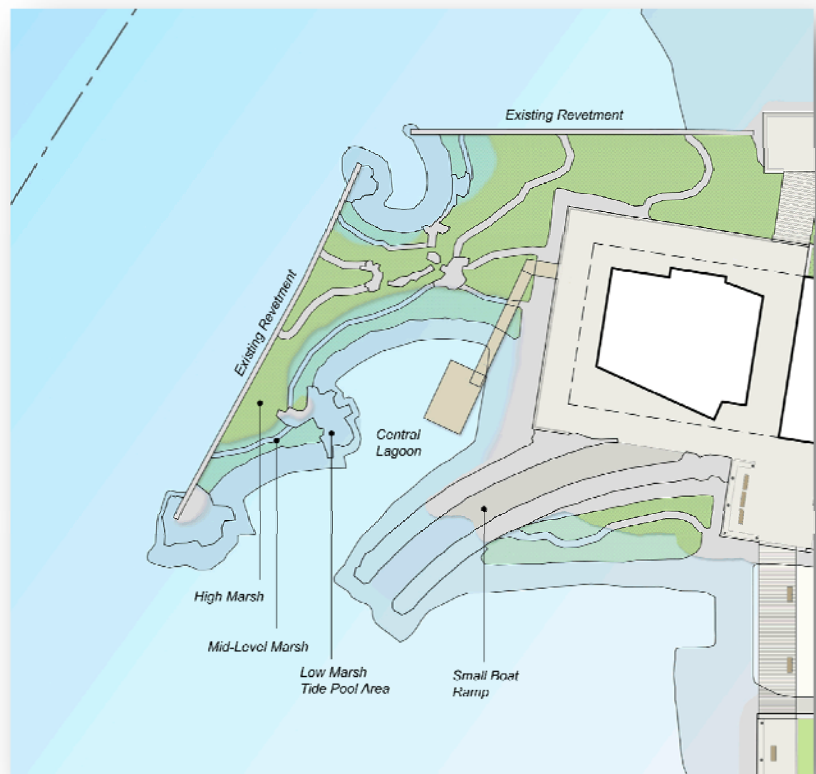 Existing Revetment
Existing Revetment
Central
Lagoon
High Marsh
Mid-Level Marsh
Low Marsh
Tide Pool Area
Small Boat
Ramp